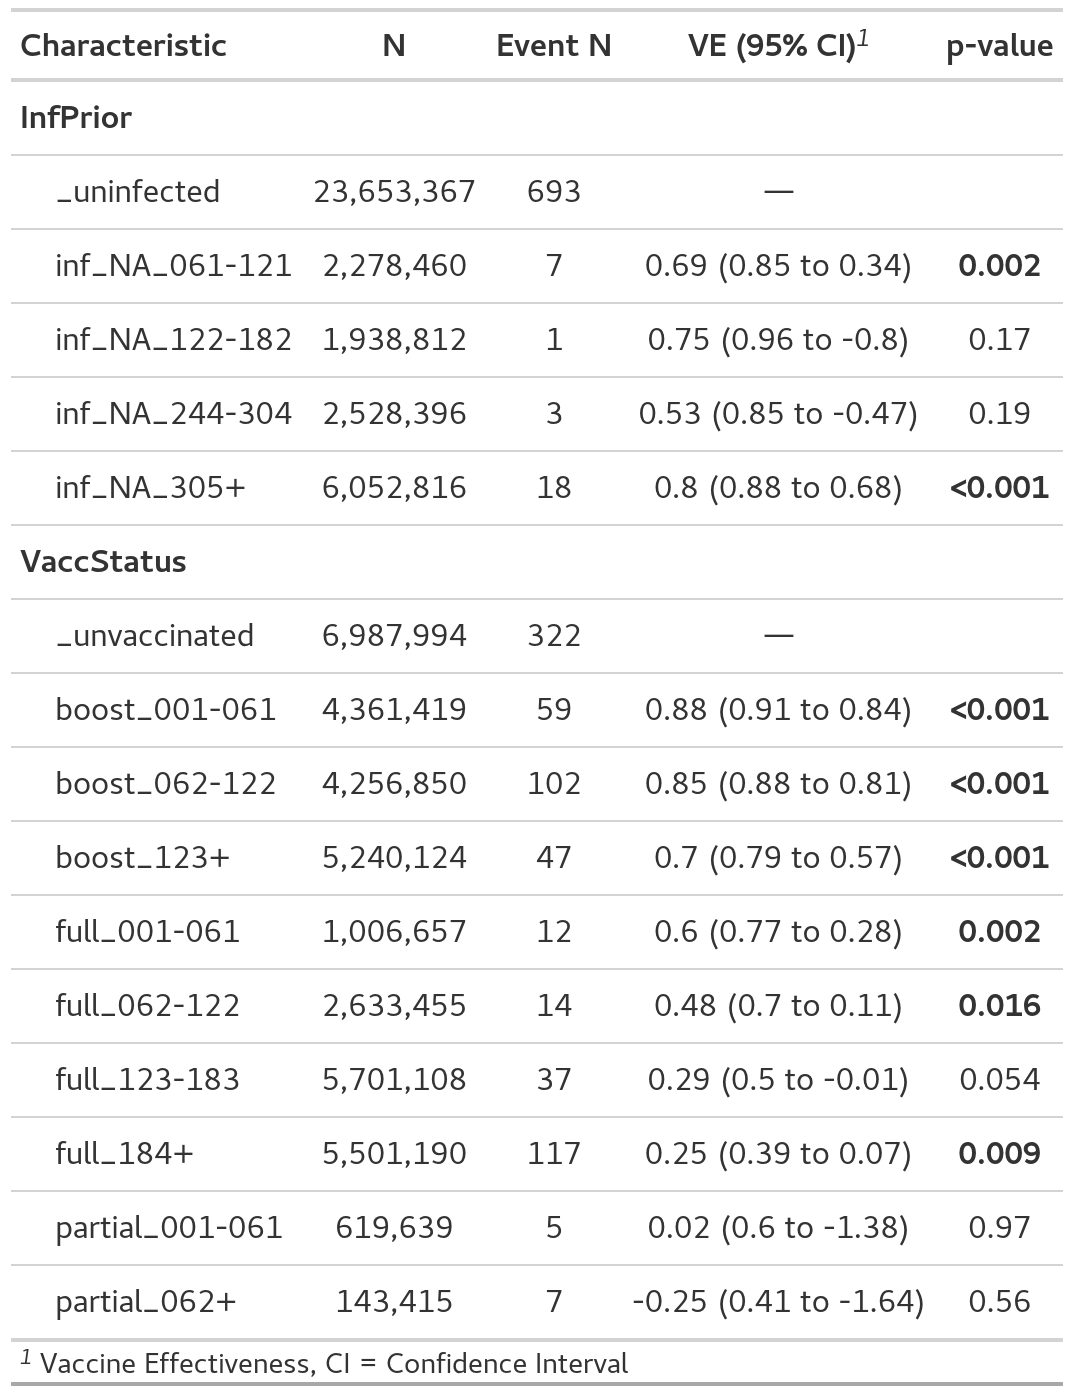 Characteristic N Event N VE (95% CI)1 p-value
InfPrior
_uninfected 23,653,367 693 —
inf_NA_061-121 2,278,460 7 0.69 (0.85 to 0.34) 0.002
inf_NA_122-182 1,938,812 1 0.75 (0.96 to -0.8) 0.17
inf_NA_244-304 2,528,396 3 0.53 (0.85 to -0.47) 0.19
inf_NA_305+ 6,052,816 18 0.8 (0.88 to 0.68) <0.001
VaccStatus
_unvaccinated 6,987,994 322 —
boost_001-061 4,361,419 59 0.88 (0.91 to 0.84) <0.001
boost_062-122 4,256,850 102 0.85 (0.88 to 0.81) <0.001
boost_123+ 5,240,124 47 0.7 (0.79 to 0.57) <0.001
full_001-061 1,006,657 12 0.6 (0.77 to 0.28) 0.002
full_062-122 2,633,455 14 0.48 (0.7 to 0.11) 0.016
full_123-183 5,701,108 37 0.29 (0.5 to -0.01) 0.054
full_184+ 5,501,190 117 0.25 (0.39 to 0.07) 0.009
partial_001-061 619,639 5 0.02 (0.6 to -1.38) 0.97
partial_062+ 143,415 7 -0.25 (0.41 to -1.64) 0.56
1 Vaccine Effectiveness, CI = Confidence Interval